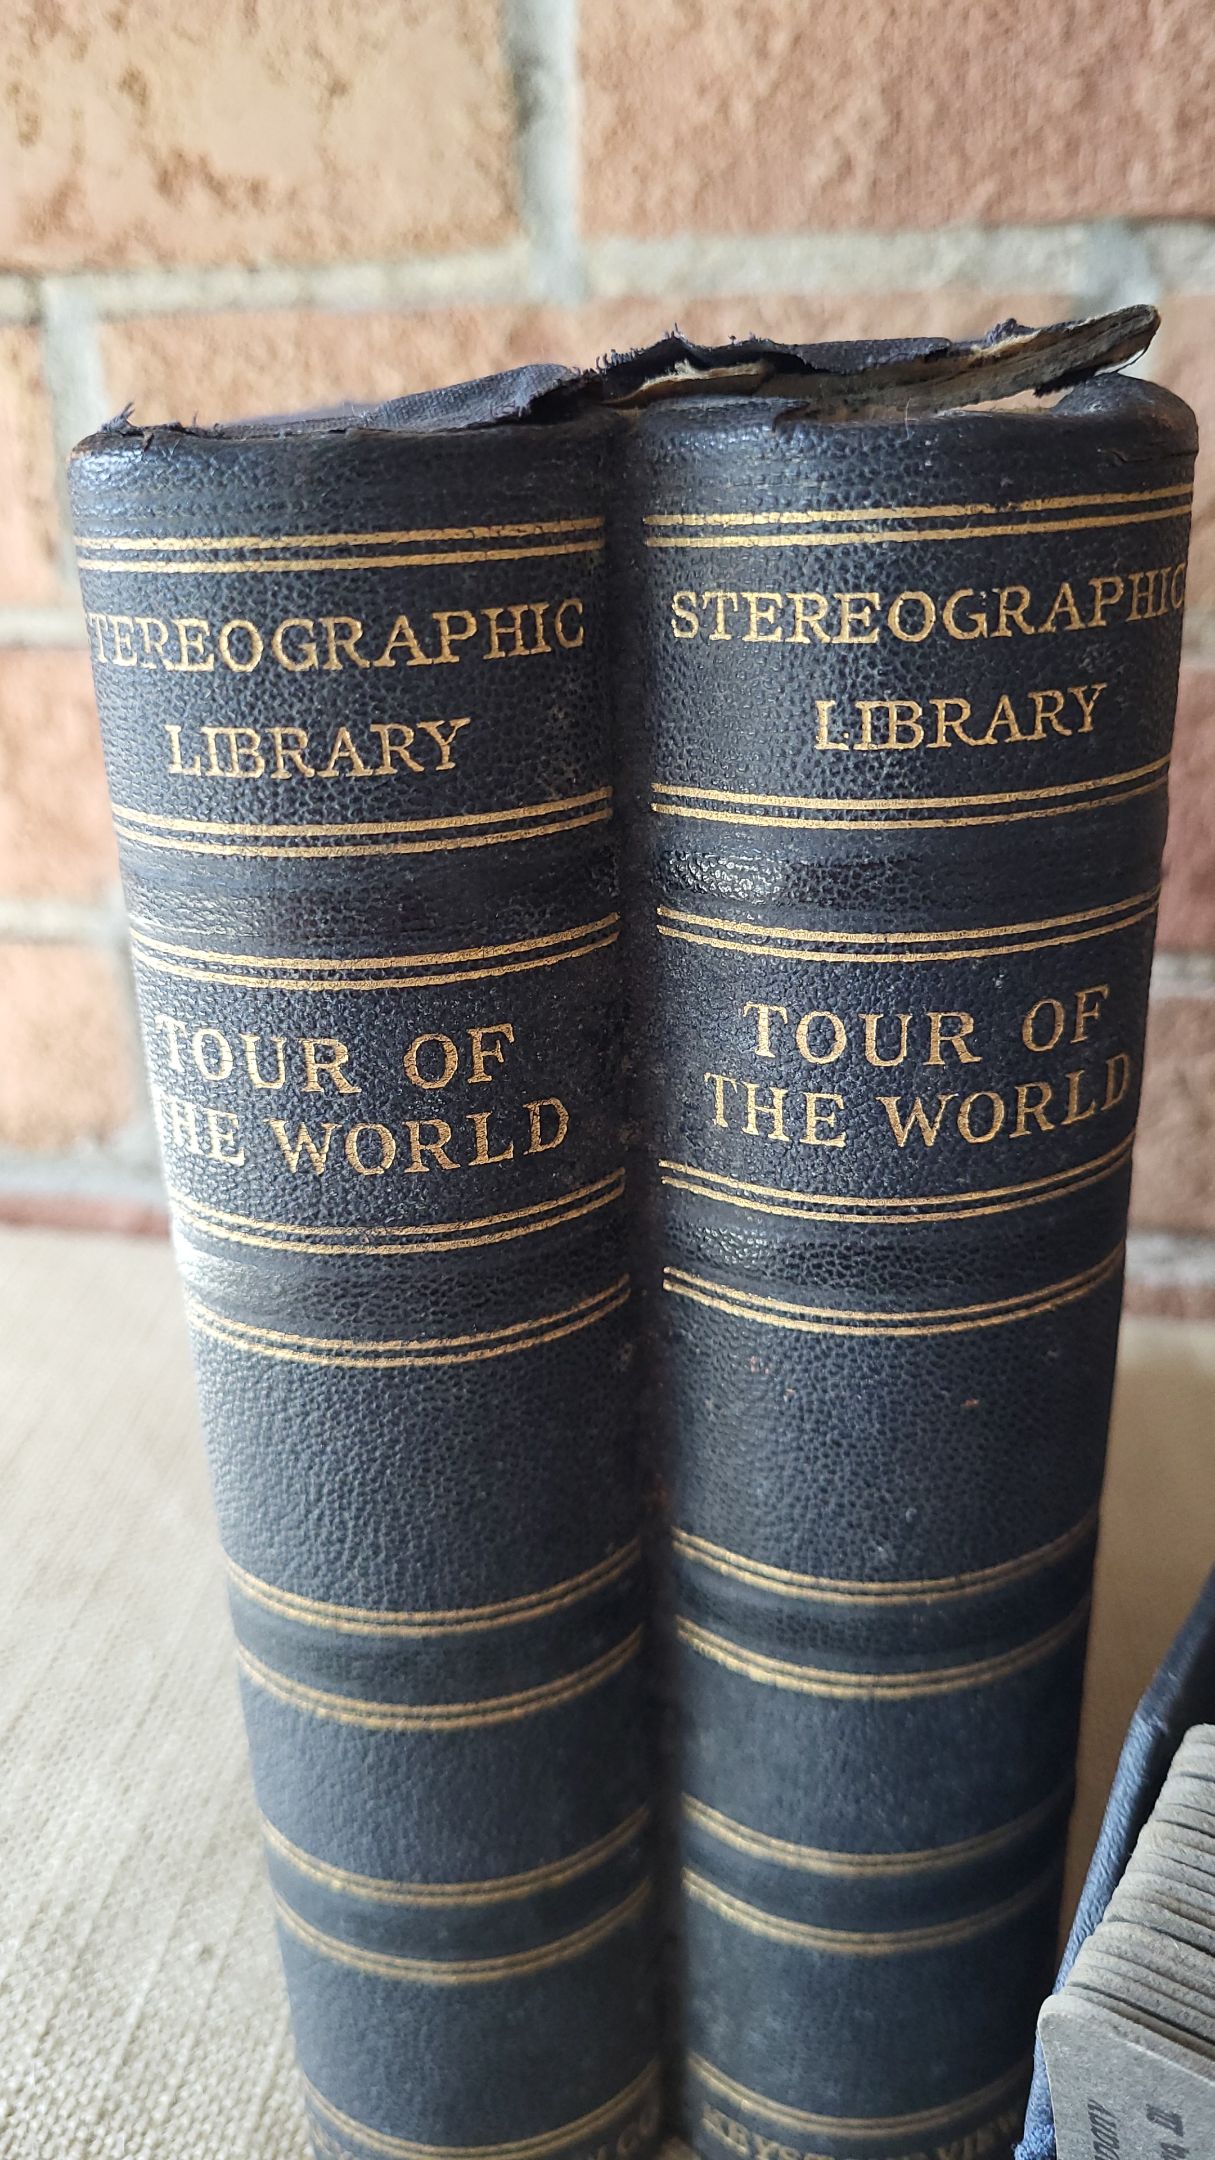 STEREOGRAPHIC
LIBRARY
TOUR OF
THE WORLD
STEREOGRAPHIC
LIBRARY
TOUR OF
THE WORLD